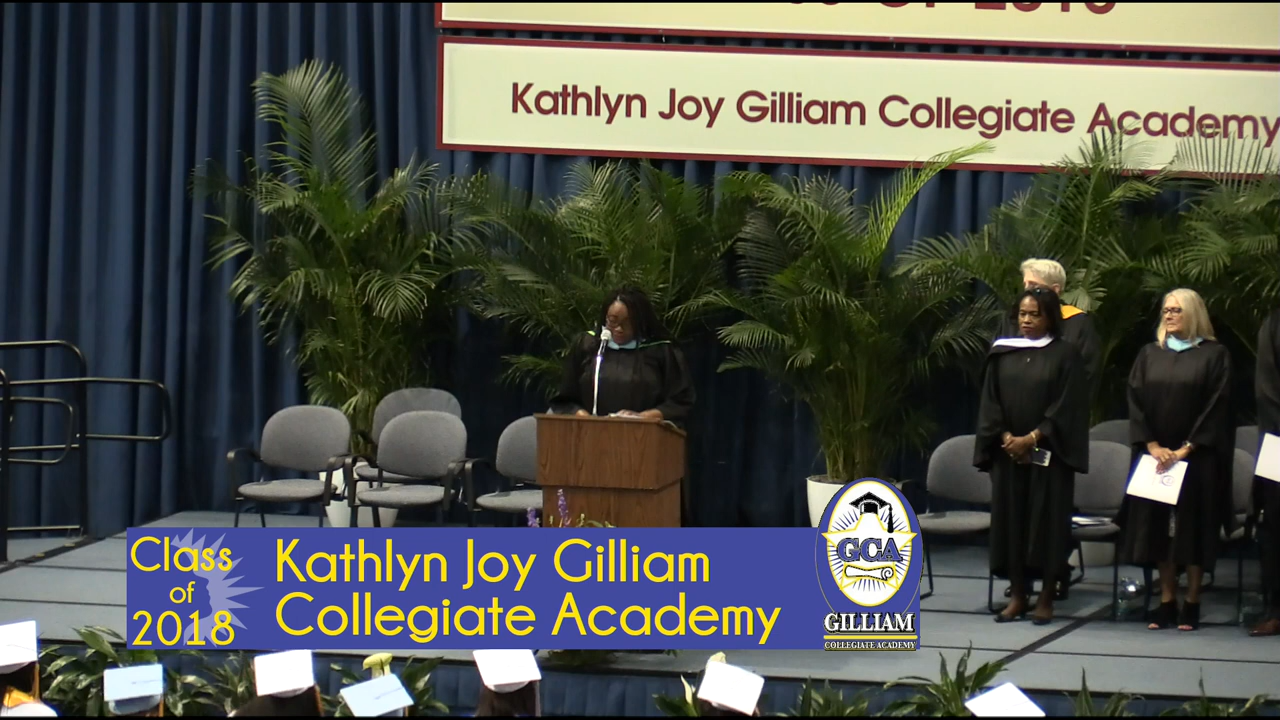 Kathlyn Joy Gilliam Collegiate Academy
Class
of
2018
Kathlyn Joy Gilliam
Collegiate Academy
GCA
GILLIAM
COLLEGIATE ACADEMY